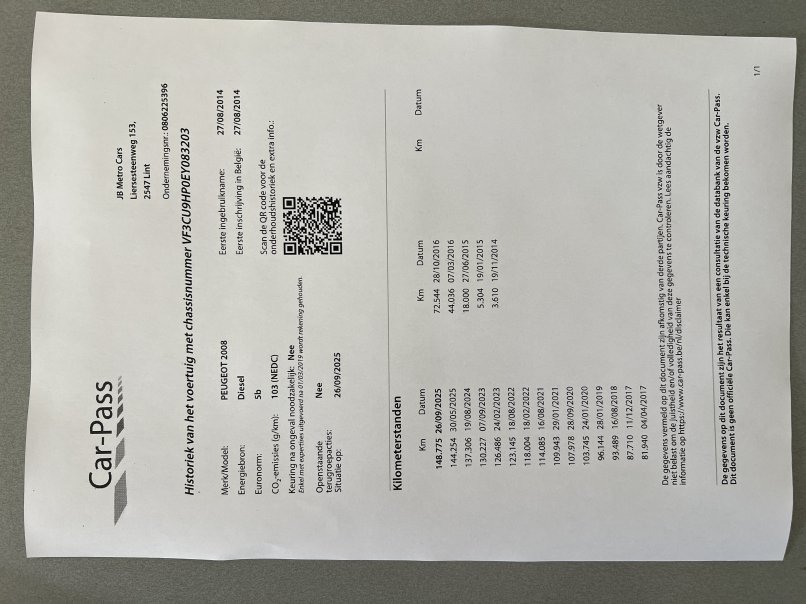 Car-Pass
JB Metro Cars
Liersesteenweg 153,
2547 Lint
Ondernemingsnr.: 0806225396
Historiek van het voertuig met chassisnummer VF3CU9HP0EY083203
Merk/Model: PEUGEOT 2008
Energiebron: Diesel
Euronorm: 5b
CO₂-emissies (g/km): 103 (NEDC)
Keuring na ongeval noodzakelijk: Nee
Enkel met expertises uitgevoerd na 01/03/2019 wordt rekening gehouden.
Openstaande
terugroepacties: Nee
Situatie op: 26/09/2025
Eerste ingebruikname: 27/08/2014
Eerste inschrijving in België: 27/08/2014
Scan de QR code voor de
onderhoudshistoriek en extra info.:
Kilometerstanden
Km Datum
148.775 26/09/2025
144.254 30/05/2025
137.306 19/08/2024
130.227 07/09/2023
126.486 24/02/2023
123.145 18/08/2022
118.004 18/02/2022
114.085 16/08/2021
109.943 29/01/2021
107.978 28/09/2020
103.745 24/01/2020
96.144 28/01/2019
93.489 16/08/2018
87.710 11/12/2017
81.940 04/04/2017
Km Datum
72.544 28/10/2016
44.036 07/03/2016
18.000 27/06/2015
5.304 19/01/2015
3.610 19/11/2014
Km Datum
De gegevens vermeld op dit document zijn afkomstig van derde partijen. Car-Pass vzw is door de wetgever
niet belast om de juistheid en/of volledigheid van deze gegevens te controleren. Lees aandachtig de
informatie op https://www.car-pass.be/nl/disclaimer
De gegevens op dit document zijn het resultaat van een consultatie van de databank van de vzw Car-Pass.
Dit document is geen officiële Car-Pass. Die kan enkel bij de technische keuring bekomen worden.
1/1